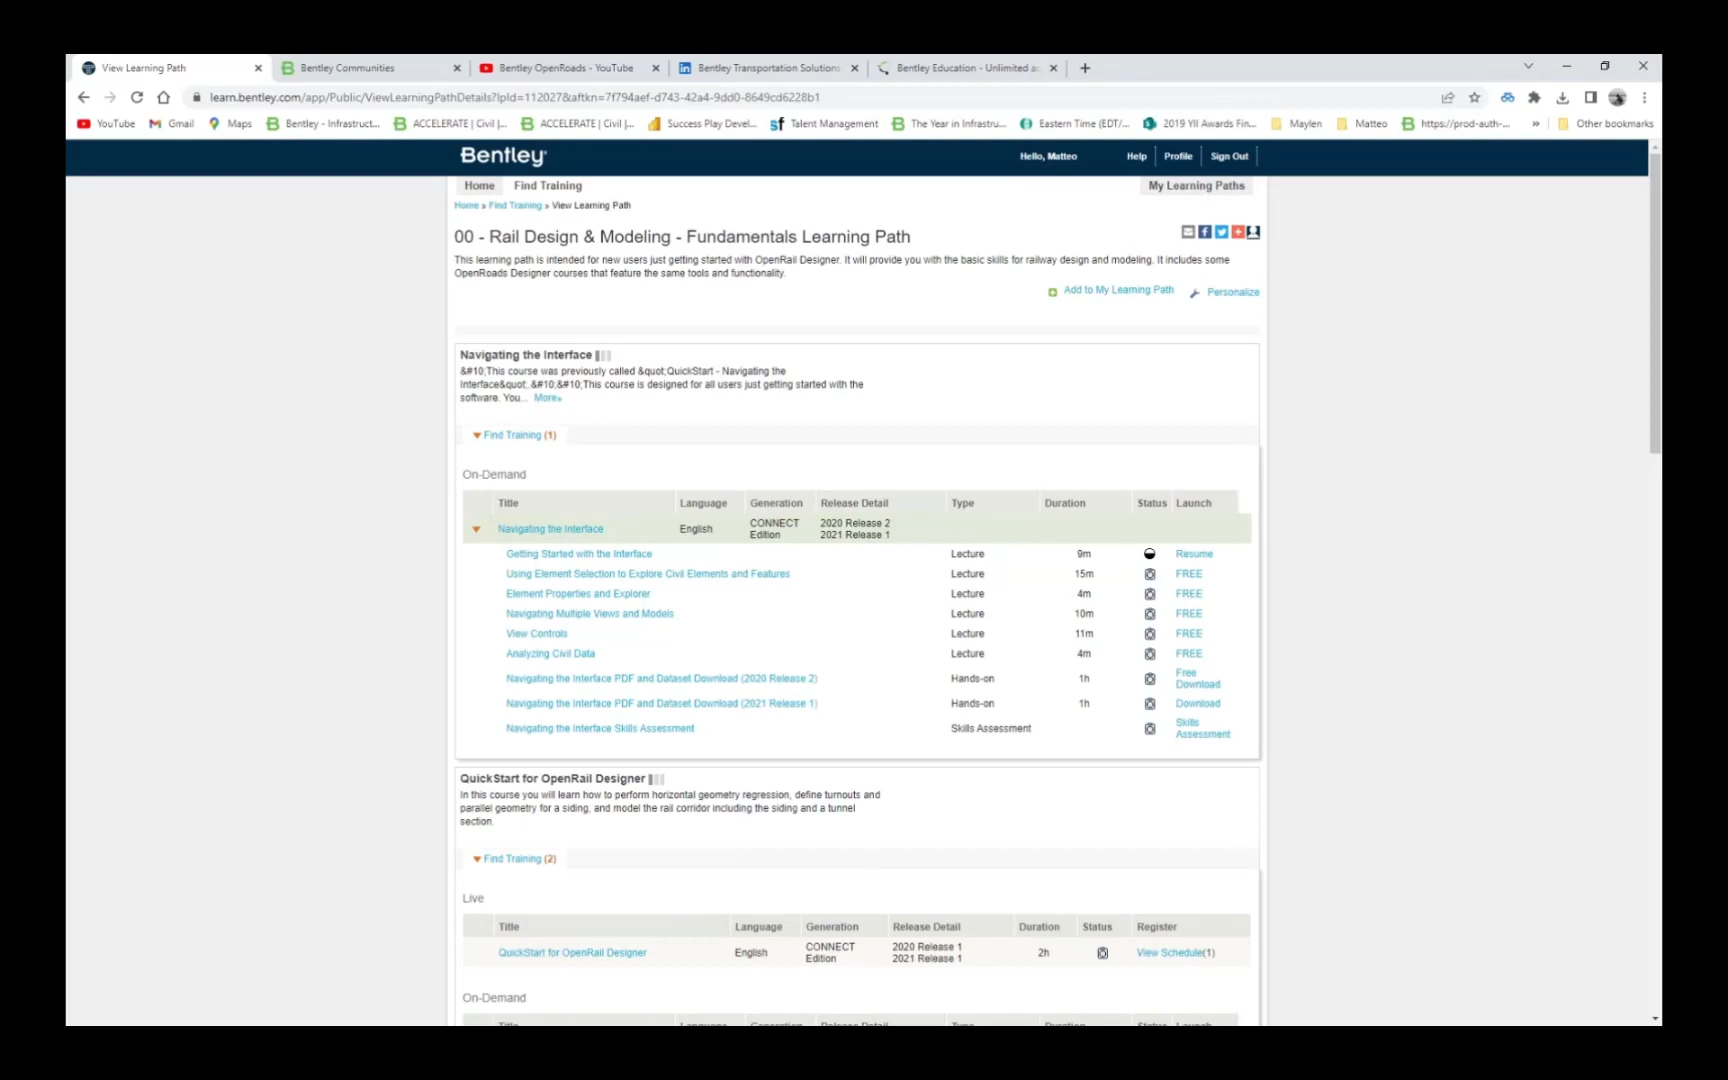 View Learning Path
Bentley Communities
Bentley OpenRoads - YouTube
Bentley Transportation Solutions
Bentley Education - Unlimited a
learn.bentley.com/app/Public/ViewLearningPathDetails?lpId=112027&aftkn=7f794aef-d743-42a4-9dd0-8649cd6228b1
YouTube
Gmail
Maps
Bentley - Infrastruct...
ACCELERATE | Civil |...
ACCELERATE | Civil |...
Success Play Devel...
Talent Management
The Year in Infrastru...
Eastern Time (EDT/...
2019 YII Awards Fin...
Maylen
Matteo
https://prod-auth-...
»
Other bookmarks
Bentley
Hello, Matteo
Help
Profile
Sign Out
Home
Find Training
My Learning Paths
Home » Find Training » View Learning Path
00 - Rail Design & Modeling - Fundamentals Learning Path
This learning path is intended for new users just getting started with OpenRail Designer. It will provide you with the basic skills for railway design and modeling. It includes some
OpenRoads Designer courses that feature the same tools and functionality.
Add to My Learning Path
Personalize
Navigating the Interface
&#10;This course was previously called &quot;QuickStart - Navigating the
Interface&quot;.&#10;&#10;This course is designed for all users just getting started with the
software. You... More»
Find Training (1)
On-Demand
Title Language Generation Release Detail Type Duration Status Launch
Navigating the Interface English CONNECT Edition 2020 Release 2 2021 Release 1
Getting Started with the Interface Lecture 9m Resume
Using Element Selection to Explore Civil Elements and Features Lecture 15m FREE
Element Properties and Explorer Lecture 4m FREE
Navigating Multiple Views and Models Lecture 10m FREE
View Controls Lecture 11m FREE
Analyzing Civil Data Lecture 4m FREE
Navigating the Interface PDF and Dataset Download (2020 Release 2) Hands-on 1h Free Download
Navigating the Interface PDF and Dataset Download (2021 Release 1) Hands-on 1h Download
Navigating the Interface Skills Assessment Skills Assessment Skills Assessment
QuickStart for OpenRail Designer
In this course you will learn how to perform horizontal geometry regression, define turnouts and
parallel geometry for a siding, and model the rail corridor including the siding and a tunnel
section.
Find Training (2)
Live
Title Language Generation Release Detail Duration Status Register
QuickStart for OpenRail Designer English CONNECT Edition 2020 Release 1 2021 Release 1 2h View Schedule(1)
On-Demand
Title Language Generation Release Detail Type Duration Status Launch